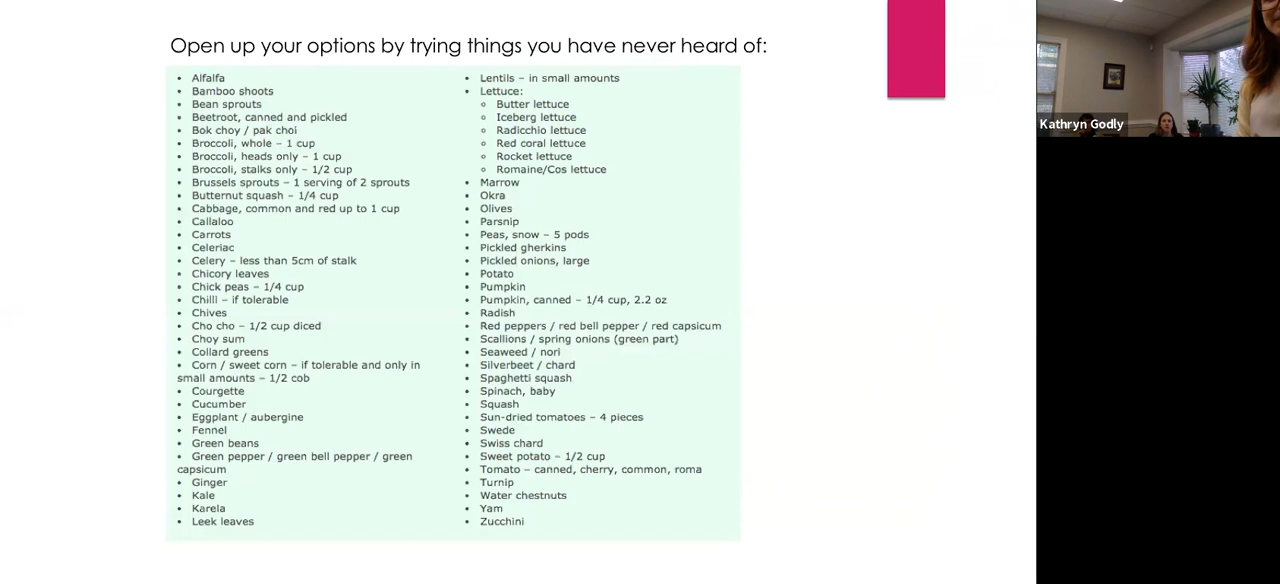 Open up your options by trying things you have never heard of:
• Alfalfa
• Bamboo shoots
• Bean sprouts
• Beetroot, canned and pickled
• Bok choy / pak choi
• Broccoli, whole – 1 cup
• Broccoli, heads only – 1 cup
• Broccoli, stalks only – 1/2 cup
• Brussels sprouts – 1 serving of 2 sprouts
• Butternut squash – 1/4 cup
• Cabbage, common and red up to 1 cup
• Callaloo
• Carrots
• Celeriac
• Celery – less than 5cm of stalk
• Chicory leaves
• Chick peas – 1/4 cup
• Chilli – if tolerable
• Chives
• Cho cho – 1/2 cup diced
• Choy sum
• Collard greens
• Corn / sweet corn – if tolerable and only in
small amounts – 1/2 cob
• Courgette
• Cucumber
• Eggplant / aubergine
• Fennel
• Green beans
• Green pepper / green bell pepper / green
capsicum
• Ginger
• Kale
• Karela
• Leek leaves
• Lentils – in small amounts
• Lettuce:
○ Butter lettuce
○ Iceberg lettuce
○ Radicchio lettuce
○ Red coral lettuce
○ Rocket lettuce
○ Romaine/Cos lettuce
• Marrow
• Okra
• Olives
• Parsnip
• Peas, snow – 5 pods
• Pickled gherkins
• Pickled onions, large
• Potato
• Pumpkin
• Pumpkin, canned – 1/4 cup, 2.2 oz
• Radish
• Red peppers / red bell pepper / red capsicum
• Scallions / spring onions (green part)
• Seaweed / nori
• Silverbeet / chard
• Spaghetti squash
• Spinach, baby
• Squash
• Sun-dried tomatoes – 4 pieces
• Swede
• Swiss chard
• Sweet potato – 1/2 cup
• Tomato – canned, cherry, common, roma
• Turnip
• Water chestnuts
• Yam
• Zucchini
Kathryn Godly